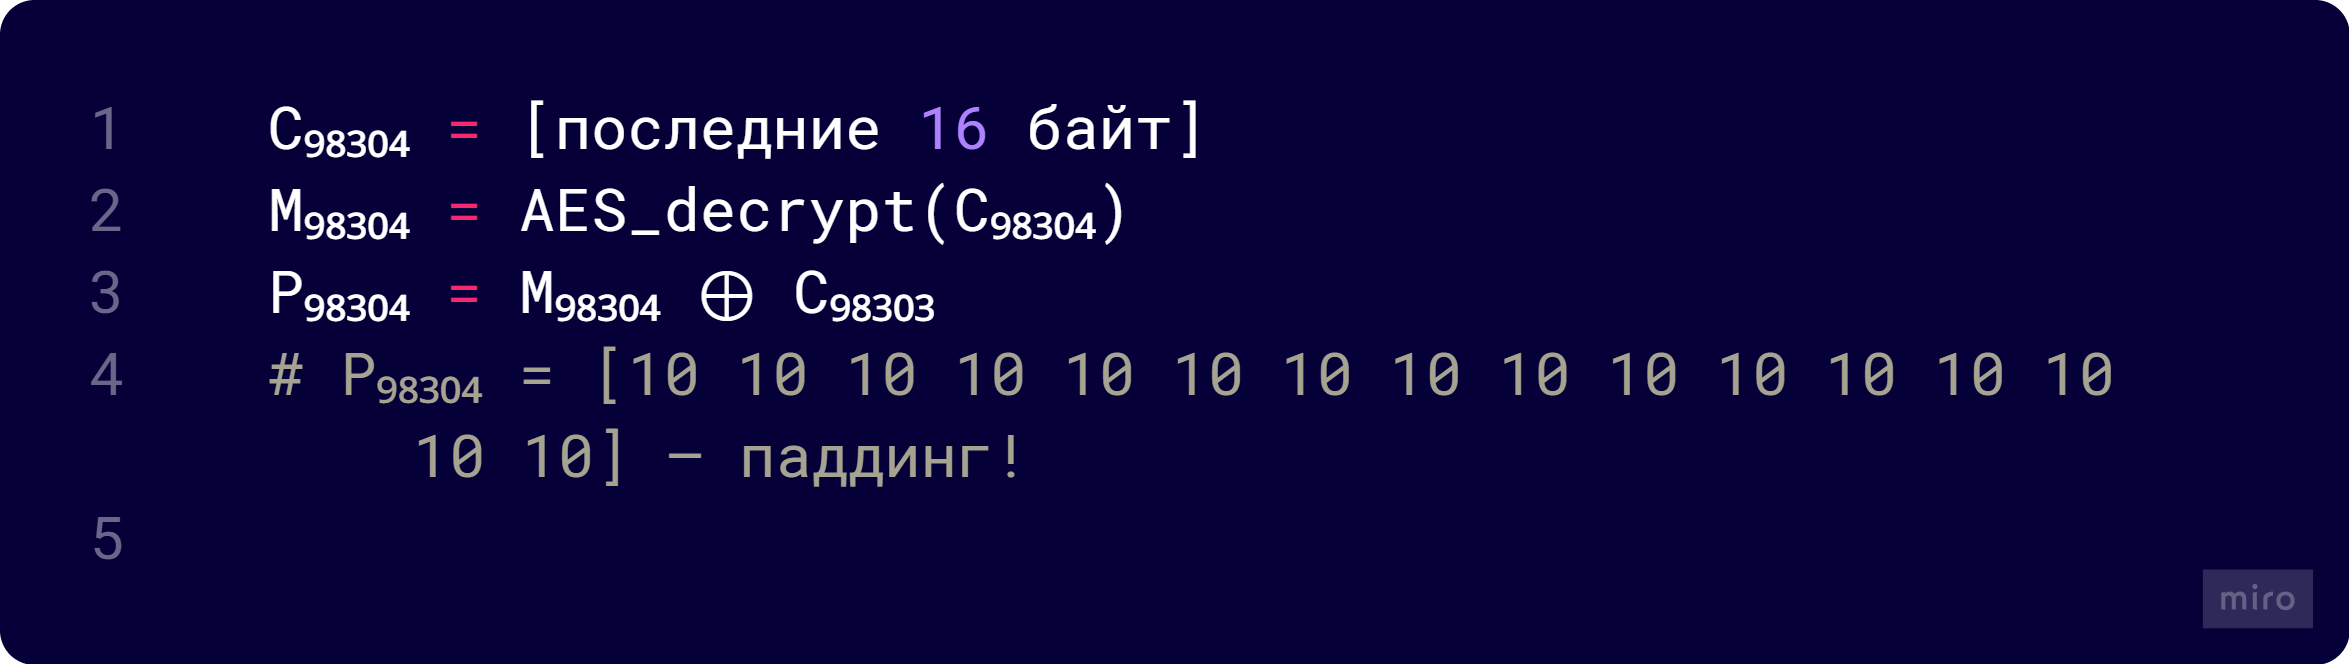 1 C₉₈₃₀₄ = [последние 16 байт]
2 M₉₈₃₀₄ = AES_decrypt(C₉₈₃₀₄)
3 P₉₈₃₀₄ = M₉₈₃₀₄ ⊕ C₉₈₃₀₃
4 # P₉₈₃₀₄ = [10 10 10 10 10 10 10 10 10 10 10 10 10 10
10 10] — паддинг!
5
miro